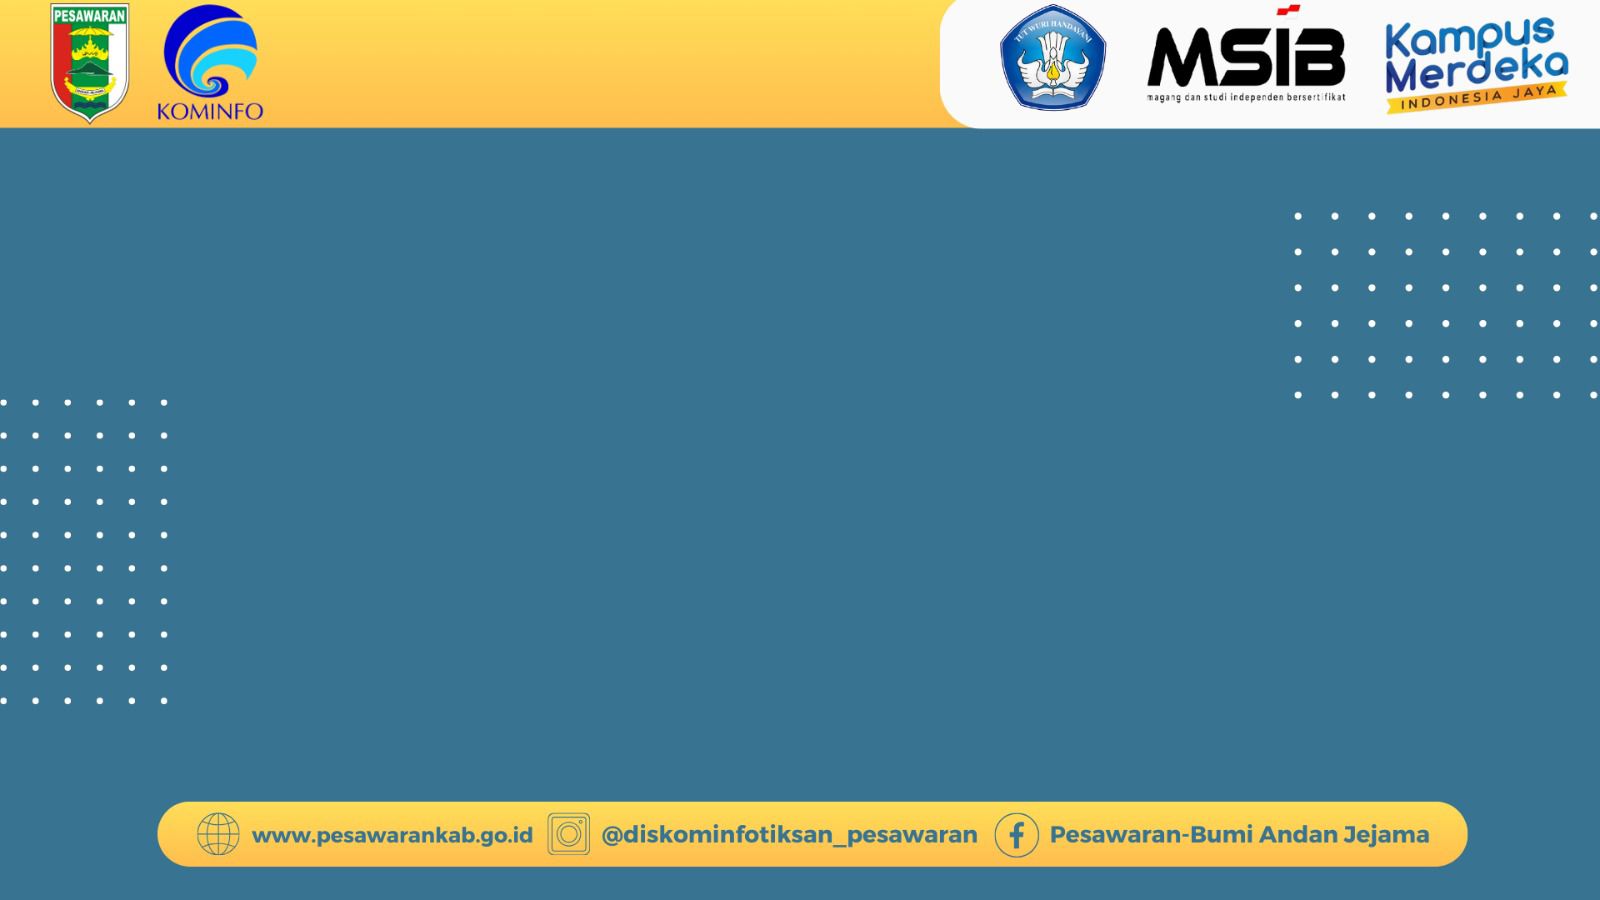 PESAWARAN
KOMINFO
TUT WURI HANDAYANI
MSIB
magang dan studi independen bersertifikat
Kampus
Merdeka
INDONESIA JAYA
www.pesawarankab.go.id
@diskominfotiksan_pesawaran
Pesawaran-Bumi Andan Jejama